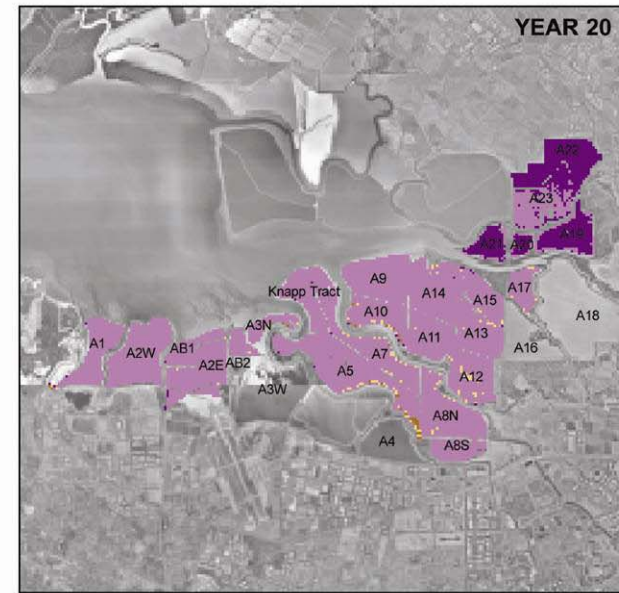 YEAR 20
A22
A23
A21
A20
A19
A9
A14
Knapp Tract
A15
A17
A10
A18
A3N
A1
AB1
A11
A13
A16
A2W
A2E
AB2
A7
A5
A12
A3W
A8N
A4
A8S